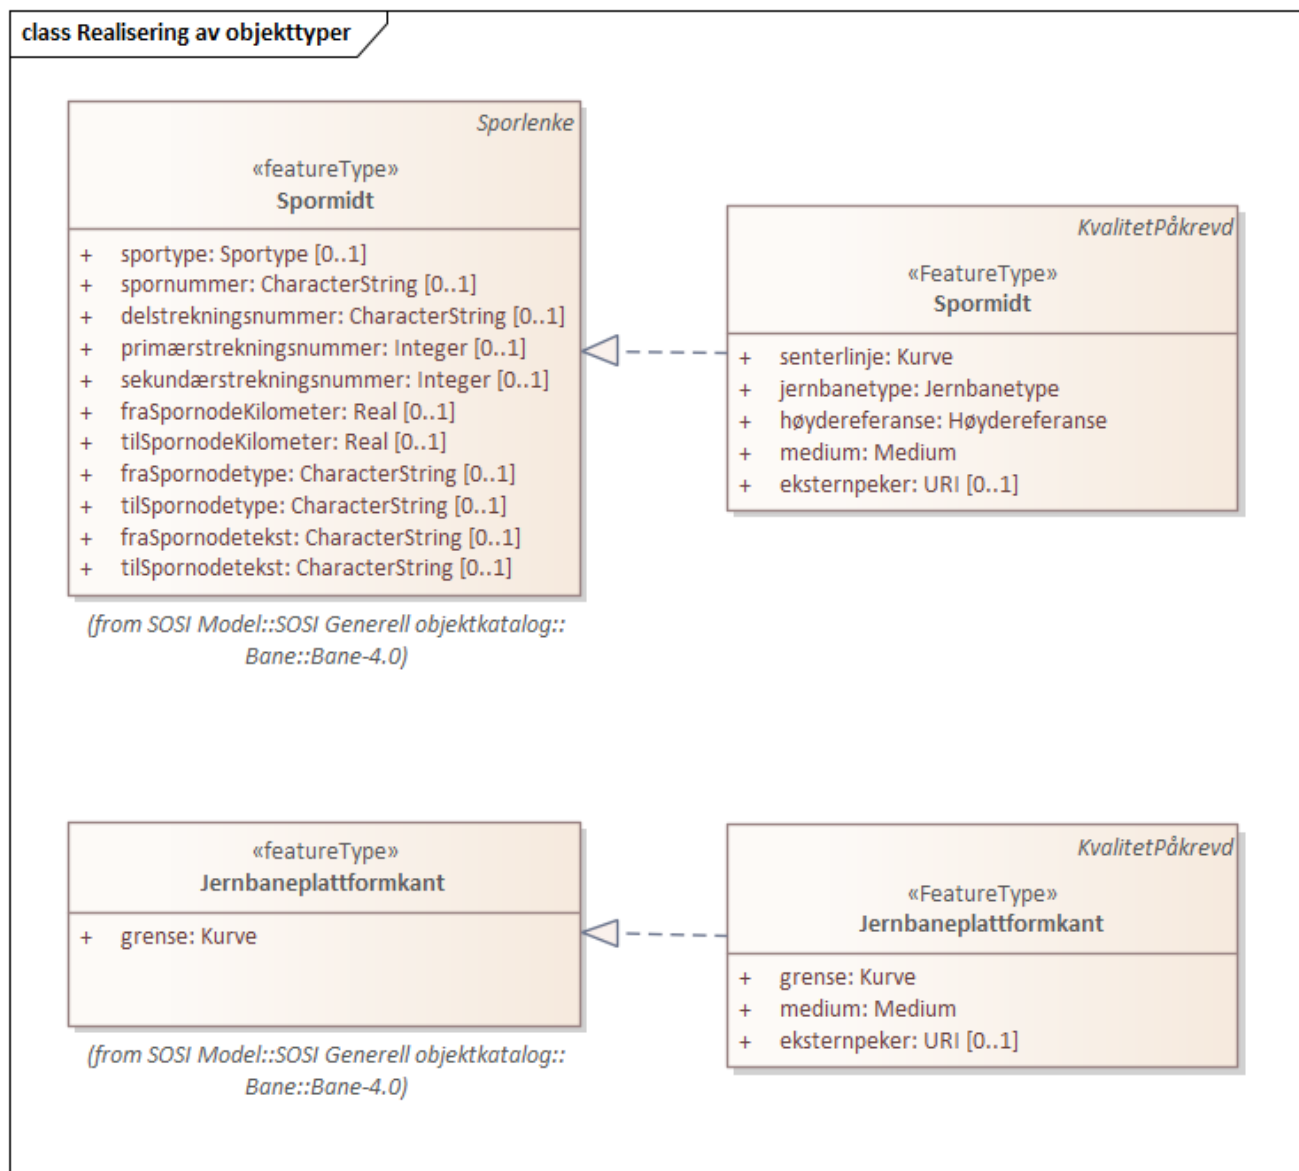 class Realisering av objekttyper
Sporlenke
«featureType»
Spormidt
+ sportype: Sportype [0..1]
+ spornummer: CharacterString [0..1]
+ delstrekningsnummer: CharacterString [0..1]
+ primærstrekningsnummer: Integer [0..1]
+ sekundærstrekningsnummer: Integer [0..1]
+ fraSpornodeKilometer: Real [0..1]
+ tilSpornodeKilometer: Real [0..1]
+ fraSpornodetype: CharacterString [0..1]
+ tilSpornodetype: CharacterString [0..1]
+ fraSpornodetekst: CharacterString [0..1]
+ tilSpornodetekst: CharacterString [0..1]
(from SOSI Model::SOSI Generell objektkatalog::
Bane::Bane-4.0)
KvalitetPåkrevd
«FeatureType»
Spormidt
+ senterlinje: Kurve
+ jernbanetype: Jernbanetype
+ høydereferanse: Høydereferanse
+ medium: Medium
+ eksternpeker: URI [0..1]
«featureType»
Jernbaneplattformkant
+ grense: Kurve
(from SOSI Model::SOSI Generell objektkatalog::
Bane::Bane-4.0)
KvalitetPåkrevd
«FeatureType»
Jernbaneplattformkant
+ grense: Kurve
+ medium: Medium
+ eksternpeker: URI [0..1]